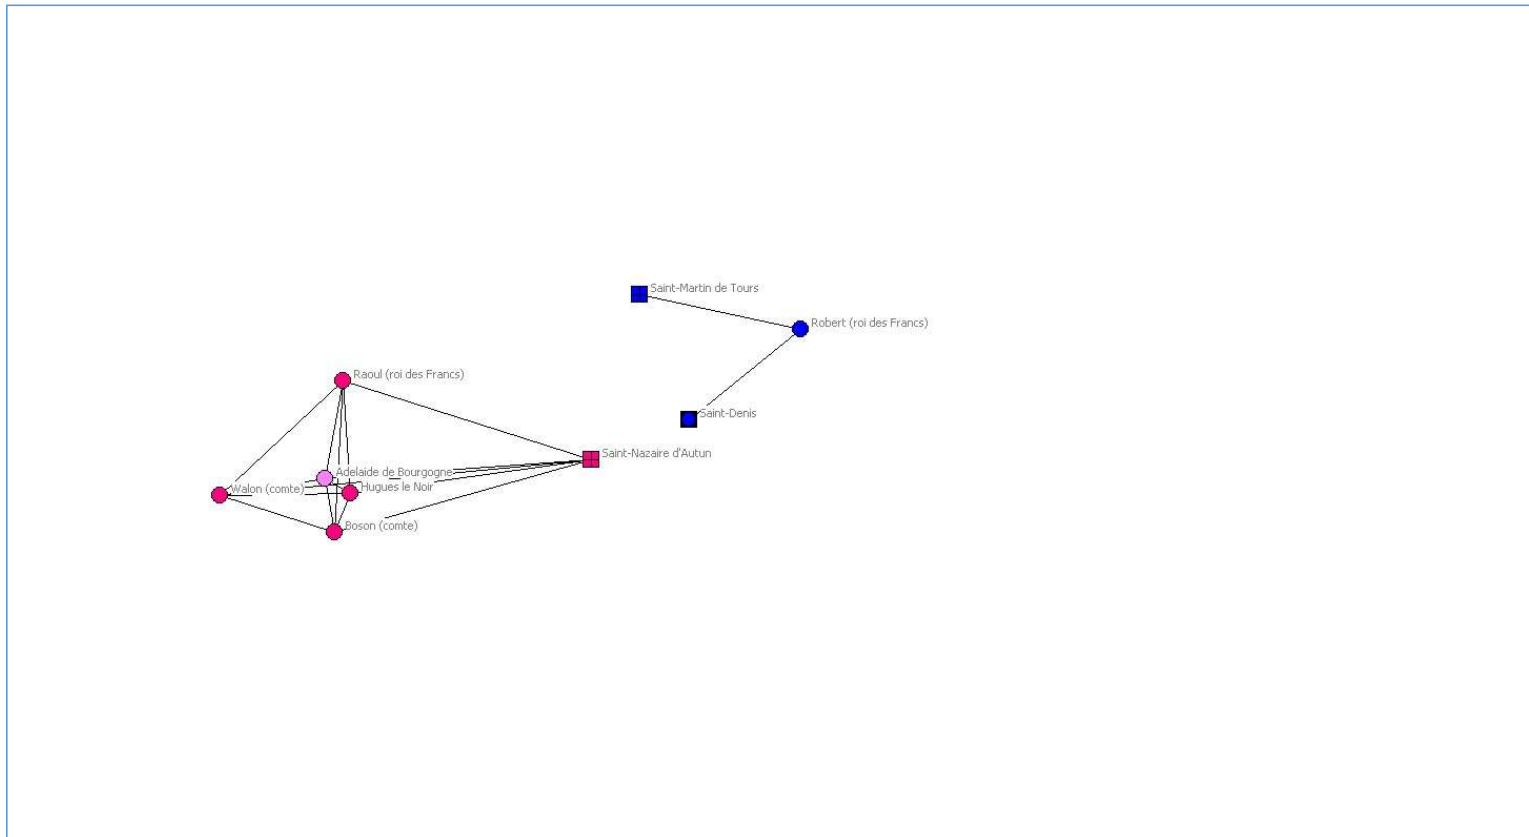 Saint-Martin de Tours
Robert (roi des Francs)
Raoul (roi des Francs)
Saint-Denis
Saint-Nazaire d'Autun
Adelaide de Bourgogne
Walon (comte)
Hugues le Noir
Boson (comte)